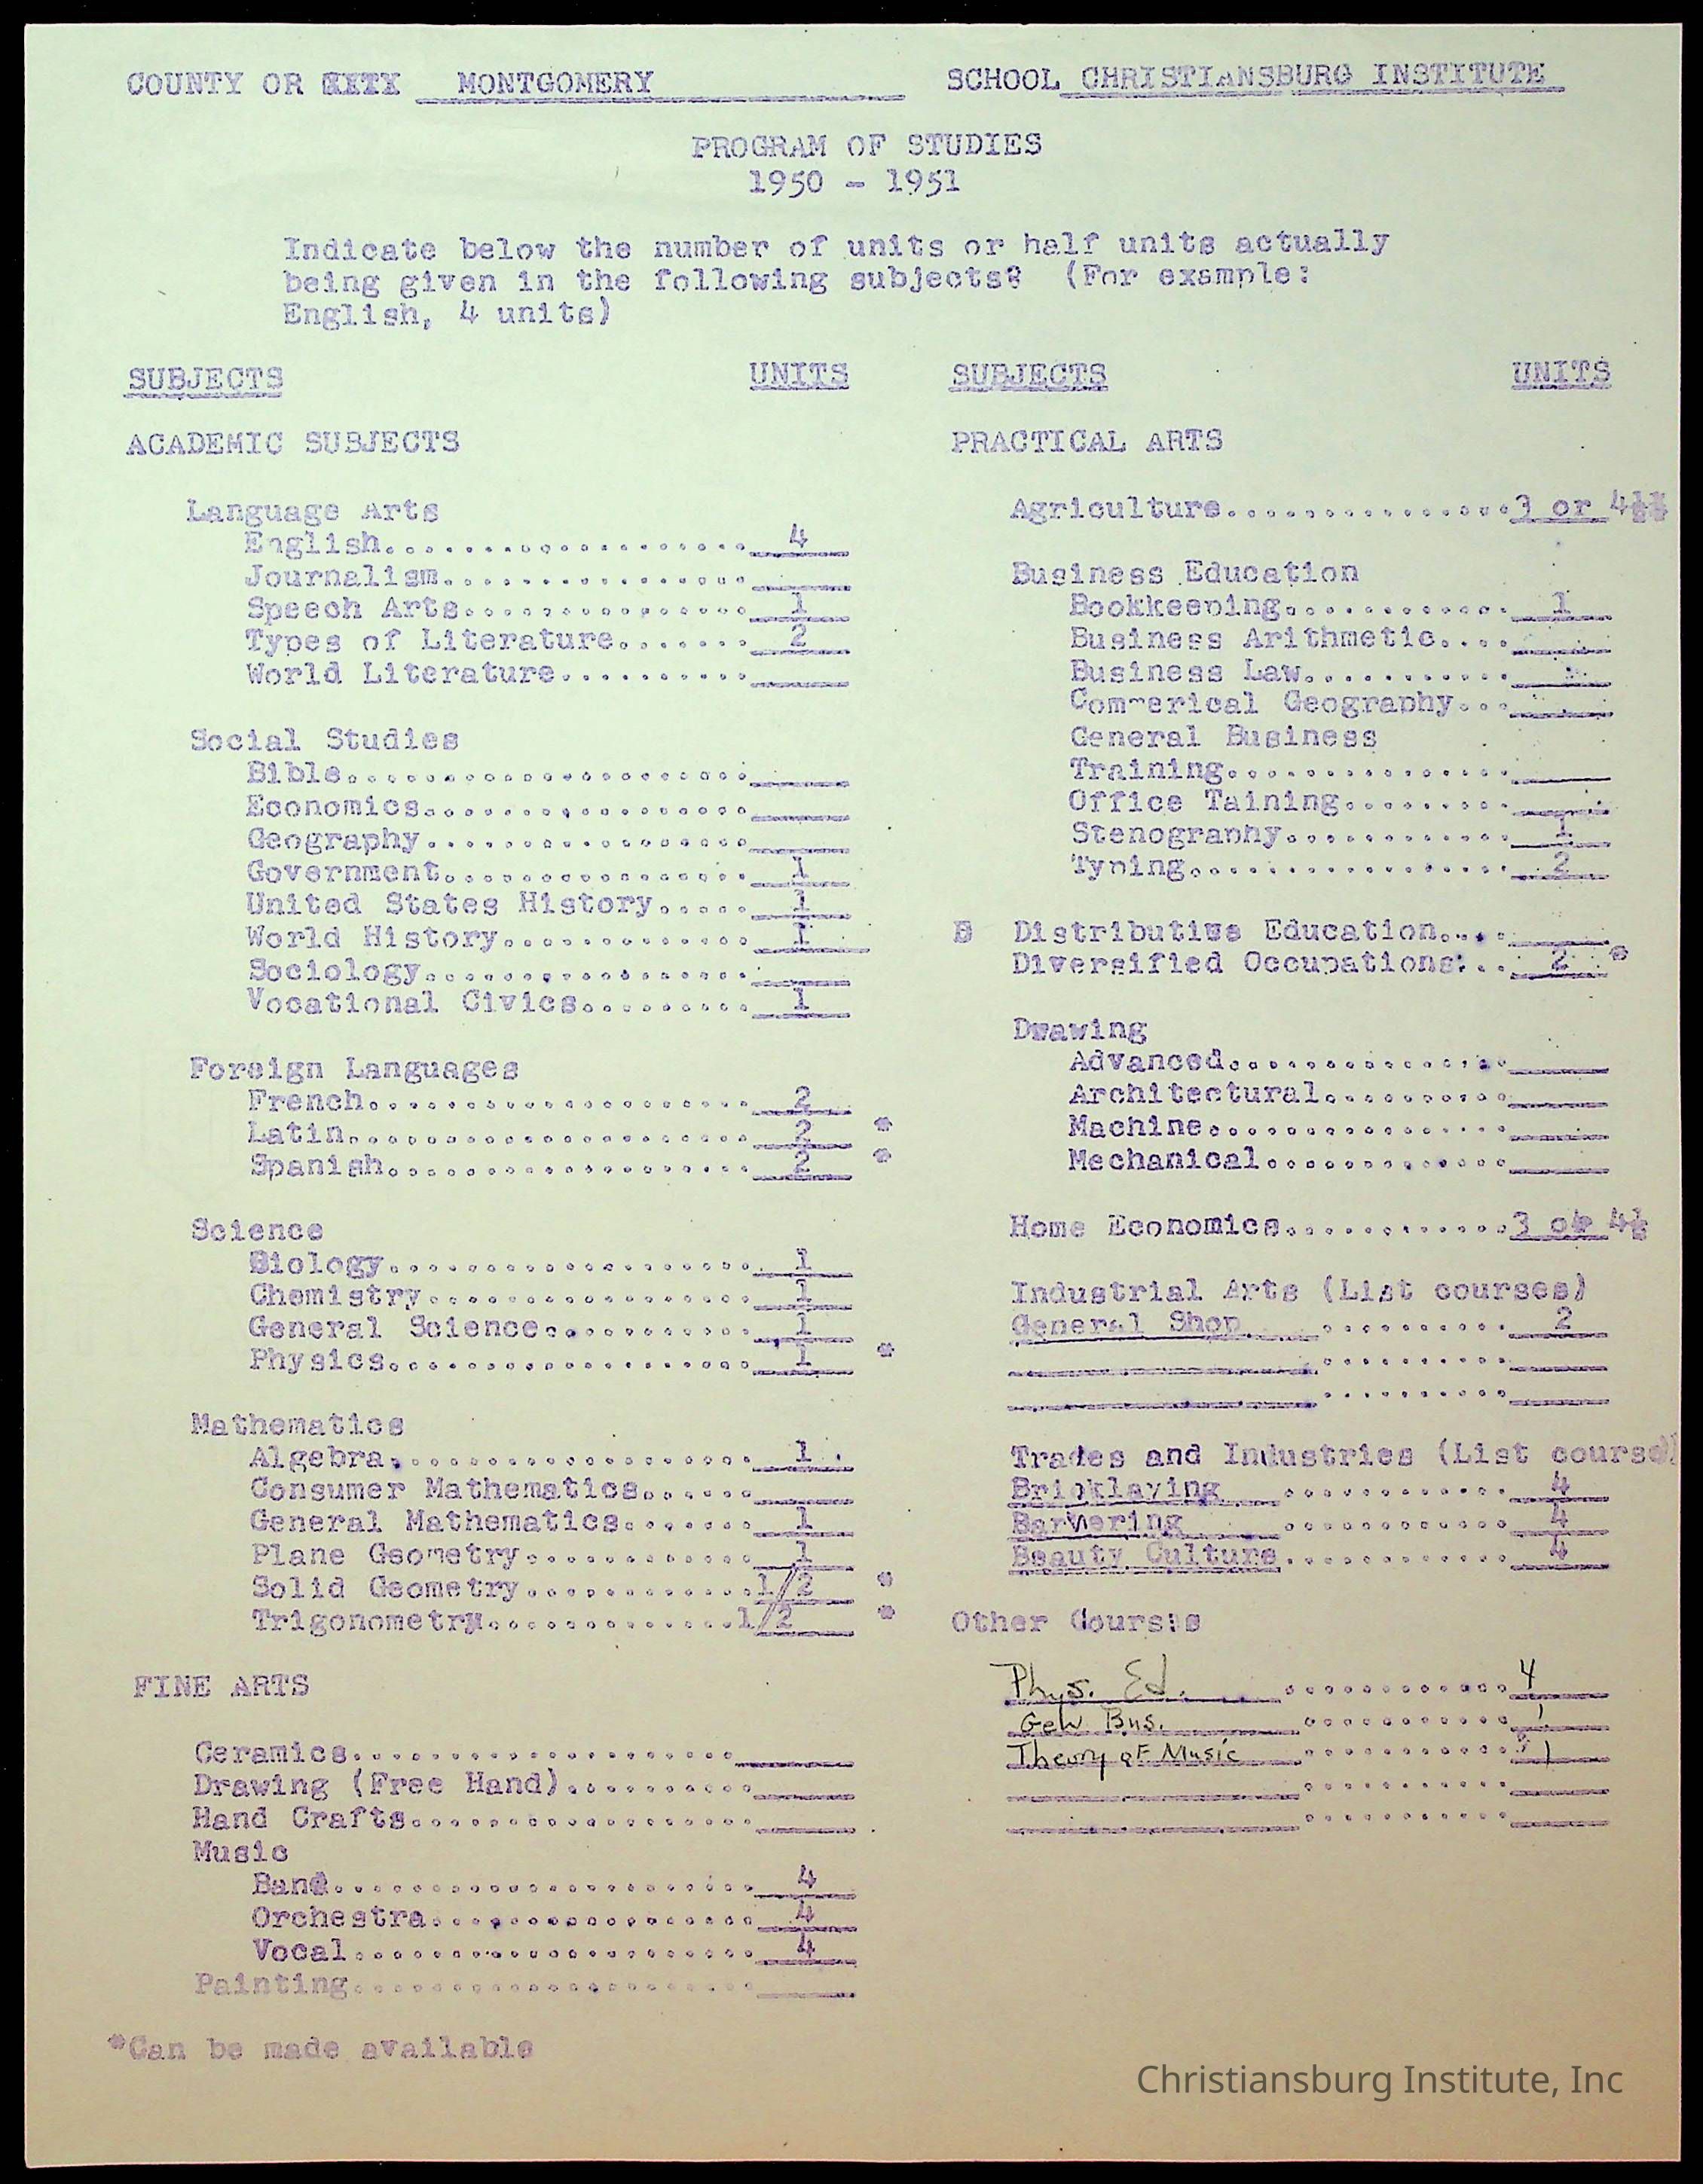 COUNTY OR MONTGOMERY
SCHOOL CHRISTIANSBURG INSTITUTE
PROGRAM OF STUDIES
1950 - 1951
Indicate below the number of units or half units actually
being given in the following subjects? (For example:
English, 4 units)
SUBJECTS UNITS
ACADEMIC SUBJECTS
Language Arts
English................... 4
Journalism................
Speech Arts............... 1
Types of Literature....... 2
World Literature..........
Social Studies
Bible.....................
Economics.................
Geography.................
Government................ 1
United States History..... 1
World History............. 1
Sociology.................
Vocational Civics......... 1
Foreign Languages
French.................... 2
Latin..................... 2 *
Spanish................... 2 *
Science
Biology................... 1
Chemistry................. 1
General Science........... 1
Physics................... 1 *
Mathematics
Algebra................... 1
Consumer Mathematics......
General Mathematics....... 1
Plane Geometry............ 1
Solid Geometry............ 1/2 *
Trigonometry............. 1/2 *
FINE ARTS
Ceramics....................
Drawing (Free Hand)..........
Hand Crafts..................
Music
Band...................... 4
Orchestra................. 4
Vocal..................... 4
Painting.....................
*Can be made available
SUBJECTS UNITS
PRACTICAL ARTS
Agriculture...............3 or 4
Business Education
Bookkeeping............ 1
Business Arithmetic....
Business Law...........
Commerical Geography...
General Business
Training...............
Office Taining.........
Stenography............ 1
Typing................. 2
Distributive Education....
Diversified Occupations... 2 *
Drawing
Advanced...............
Architectural..........
Machine................
Mechanical.............
Home Economics............3 or 4½
Industrial Arts (List courses)
General Shop .......... 2
..........
..........
Trades and Industries (List course)
Bricklaying ............ 4
Barbering ............ 4
Beauty Culture............. 4
Other Courses
Phys. Ed. ............ 4
Gen Bus. ........... 1
Theory of Music ........... 1
...........
...........
Christiansburg Institute, Inc